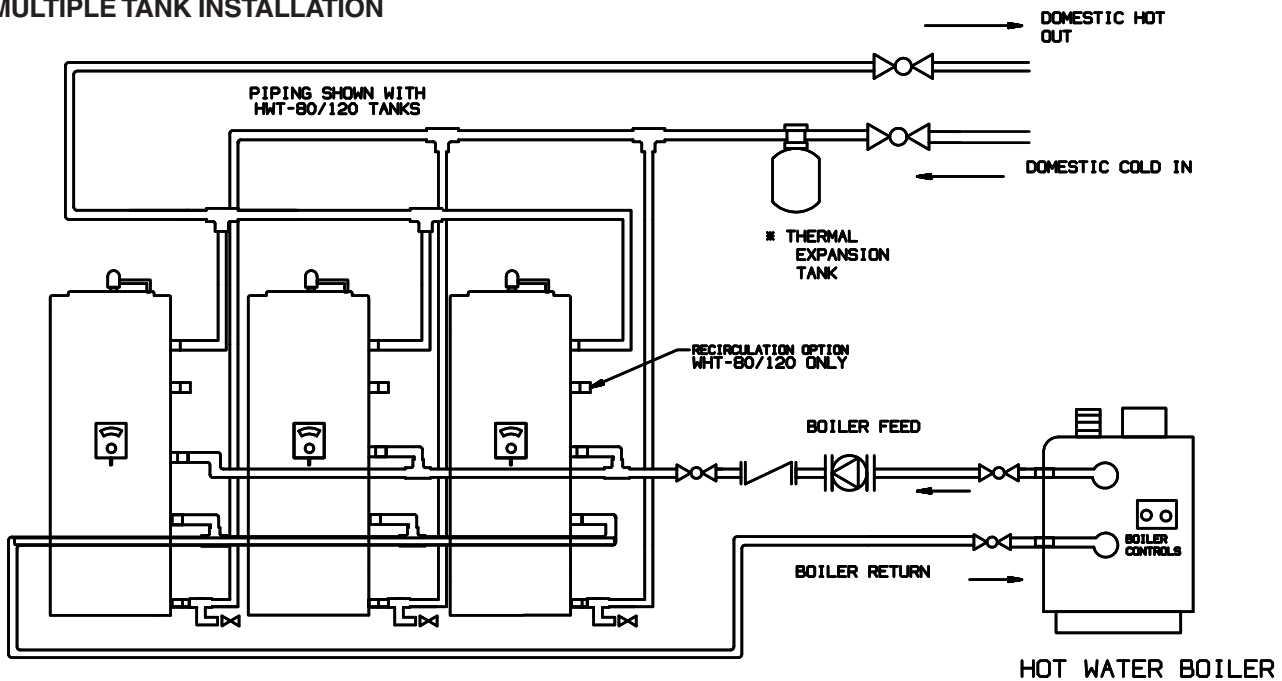 MULTIPLE TANK INSTALLATION
DOMESTIC HOT
OUT
PIPING SHOWN WITH
HWT-80/120 TANKS
DOMESTIC COLD IN
* THERMAL
EXPANSION
TANK
RECIRCULATION OPTION
WHT-80/120 ONLY
BOILER FEED
BOILER
CONTROLS
BOILER RETURN
HOT WATER BOILER